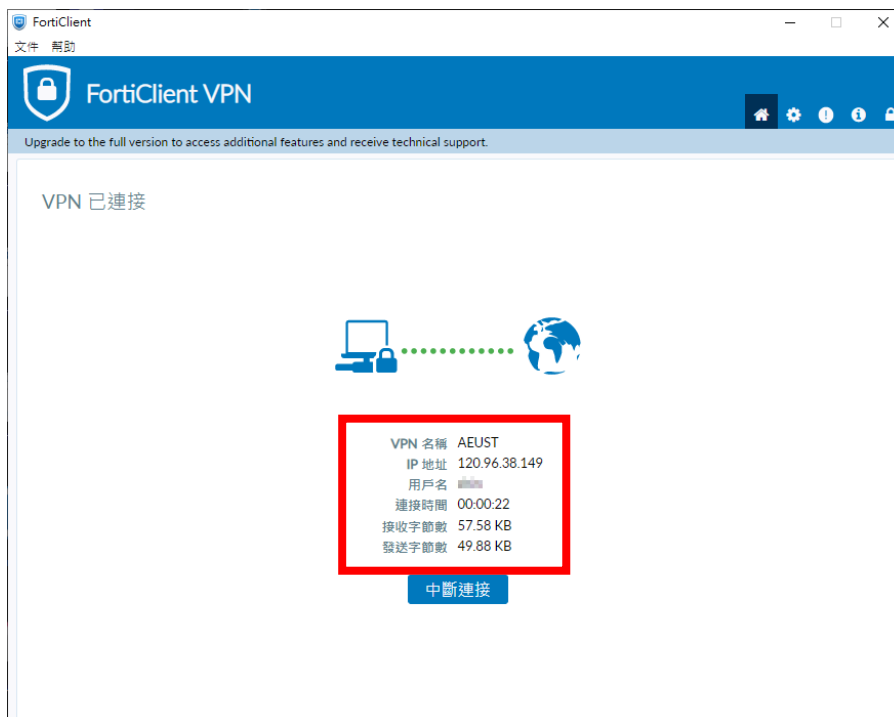 FortiClient
文件 幫助
FortiClient VPN
Upgrade to the full version to access additional features and receive technical support.
VPN 已連接
VPN 名稱 AEUST
IP 地址 120.96.38.149
用戶名
連接時間 00:00:22
接收字節數 57.58 KB
發送字節數 49.88 KB
中斷連接